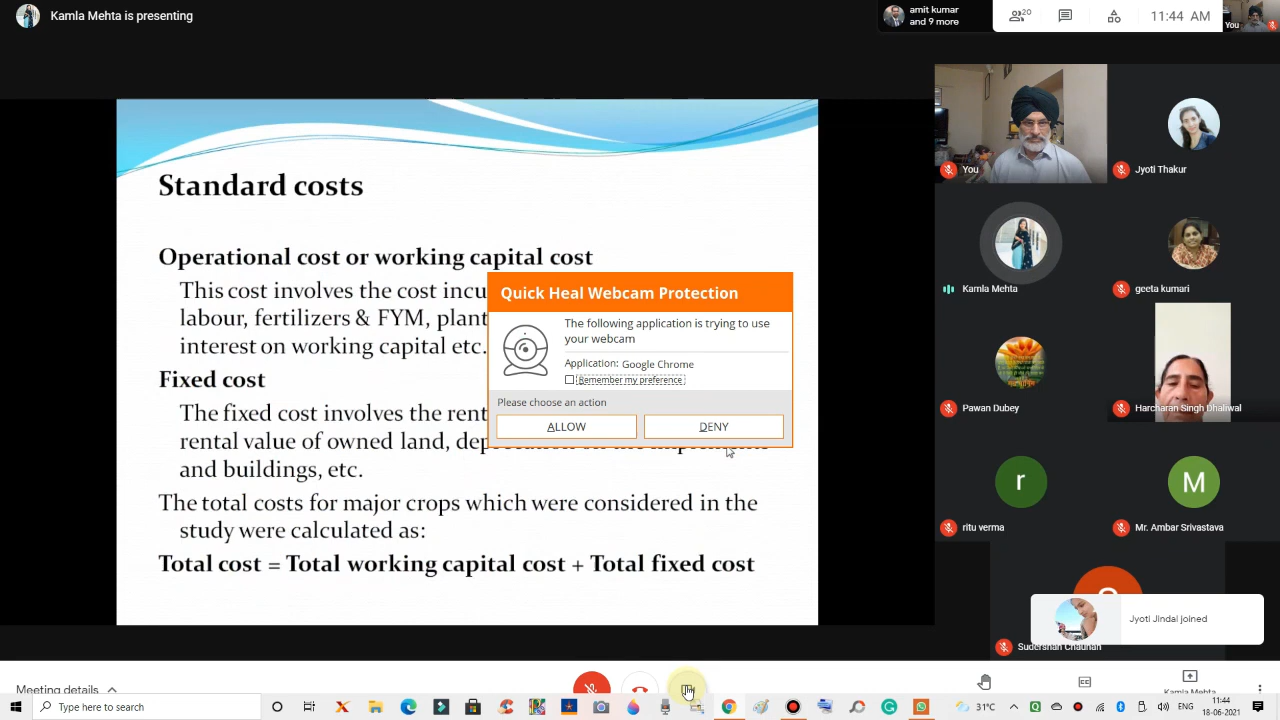 Kamla Mehta is presenting
amit kumar
and 9 more
20
11:44 AM
You
Standard costs
Operational cost or working capital cost
This cost involves the cost incu
labour, fertilizers & FYM, plant
interest on working capital etc.
Fixed cost
The fixed cost involves the rent
rental value of owned land, dep
and buildings, etc.
The total costs for major crops which were considered in the
study were calculated as:
Total cost = Total working capital cost + Total fixed cost
Quick Heal Webcam Protection
The following application is trying to use
your webcam
Application: Google Chrome
Remember my preference
Please choose an action
ALLOW
DENY
You
Jyoti Thakur
Kamla Mehta
geeta kumari
Pawan Dubey
Harcharan Singh Dhaliwal
r
ritu verma
M
Mr. Ambar Srivastava
Sudershan Chauhan
Jyoti Jindal joined
Meeting details
Kamla Mehta
Type here to search
31°C
ENG
11:44
18-06-2021